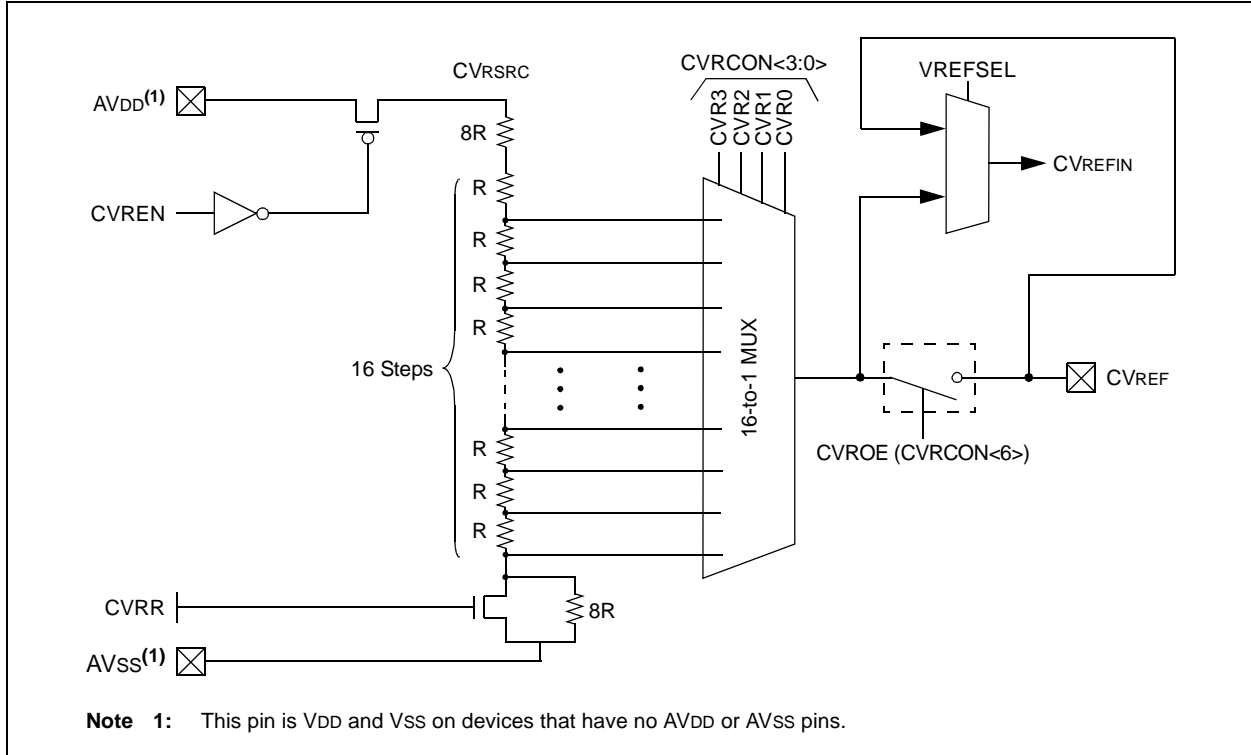 CVRCON<3:0>
CVRSRC
VREFSEL
AVDD(1)
CVR3
CVR2
CVR1
CVR0
8R
CVREFIN
R
CVREN
R
R
R
16 Steps
16-to-1 MUX
CVREF
CVROE (CVRCON<6>)
R
R
R
CVRR
8R
AVSS(1)
Note 1: This pin is VDD and VSS on devices that have no AVDD or AVSS pins.